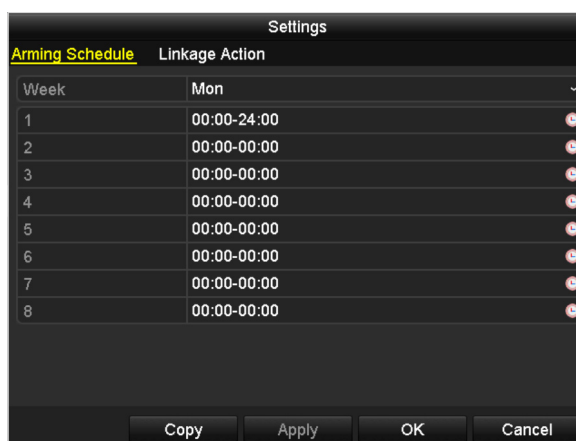 Settings
Arming Schedule Linkage Action
Week Mon
1 00:00-24:00
2 00:00-00:00
3 00:00-00:00
4 00:00-00:00
5 00:00-00:00
6 00:00-00:00
7 00:00-00:00
8 00:00-00:00
Copy Apply OK Cancel